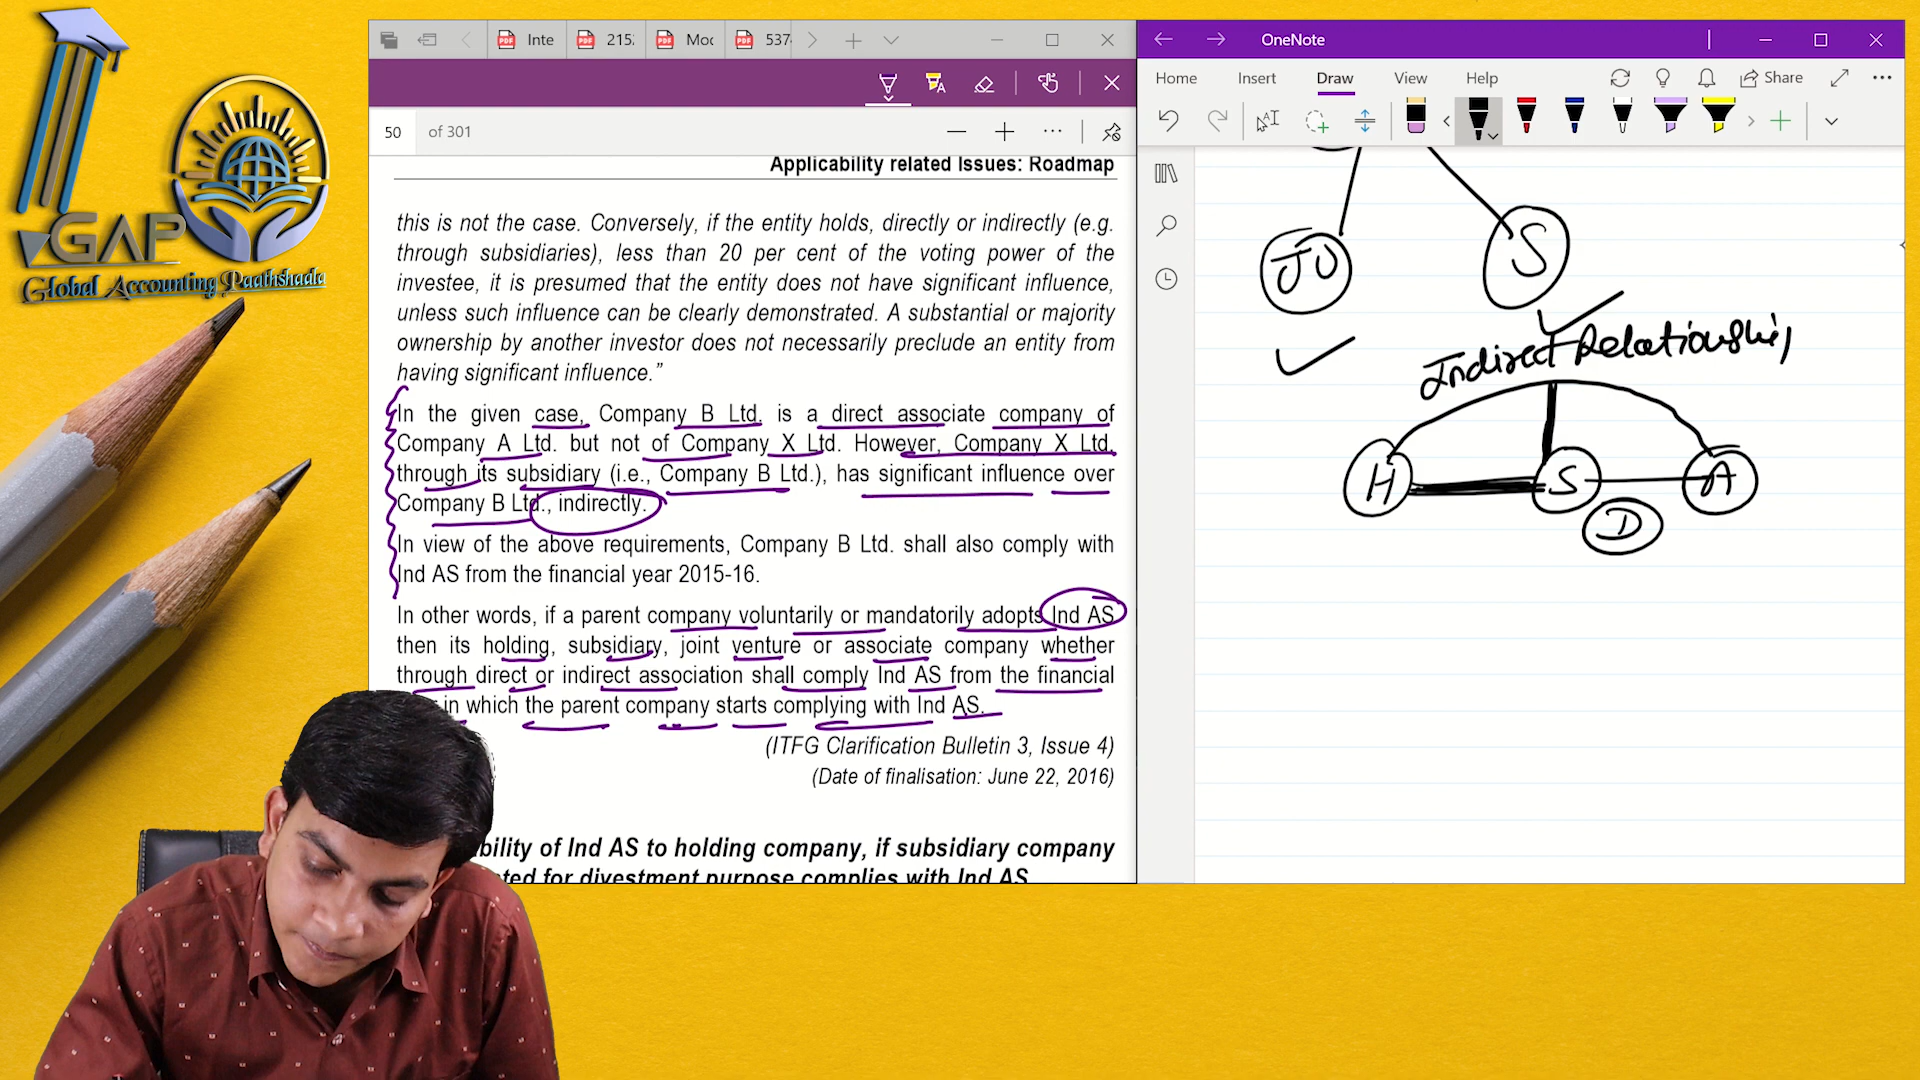 GAP
Global Accounting Paathshaala
Inte
215
Mod
537
50 of 301
Applicability related Issues: Roadmap
this is not the case. Conversely, if the entity holds, directly or indirectly (e.g.
through subsidiaries), less than 20 per cent of the voting power of the
investee, it is presumed that the entity does not have significant influence,
unless such influence can be clearly demonstrated. A substantial or majority
ownership by another investor does not necessarily preclude an entity from
having significant influence.”
In the given case, Company B Ltd. is a direct associate company of
Company A Ltd. but not of Company X Ltd. However, Company X Ltd.
through its subsidiary (i.e., Company B Ltd.), has significant influence over
Company B Ltd., indirectly.
In view of the above requirements, Company B Ltd. shall also comply with
Ind AS from the financial year 2015-16.
In other words, if a parent company voluntarily or mandatorily adopts Ind AS
then its holding, subsidiary, joint venture or associate company whether
through direct or indirect association shall comply Ind AS from the financial
in which the parent company starts complying with Ind AS.
(ITFG Clarification Bulletin 3, Issue 4)
(Date of finalisation: June 22, 2016)
bility of Ind AS to holding company, if subsidiary company
ted for divestment purpose complies with Ind AS
OneNote
Home Insert Draw View Help Share
S
Indirect Relationship
H S A
D